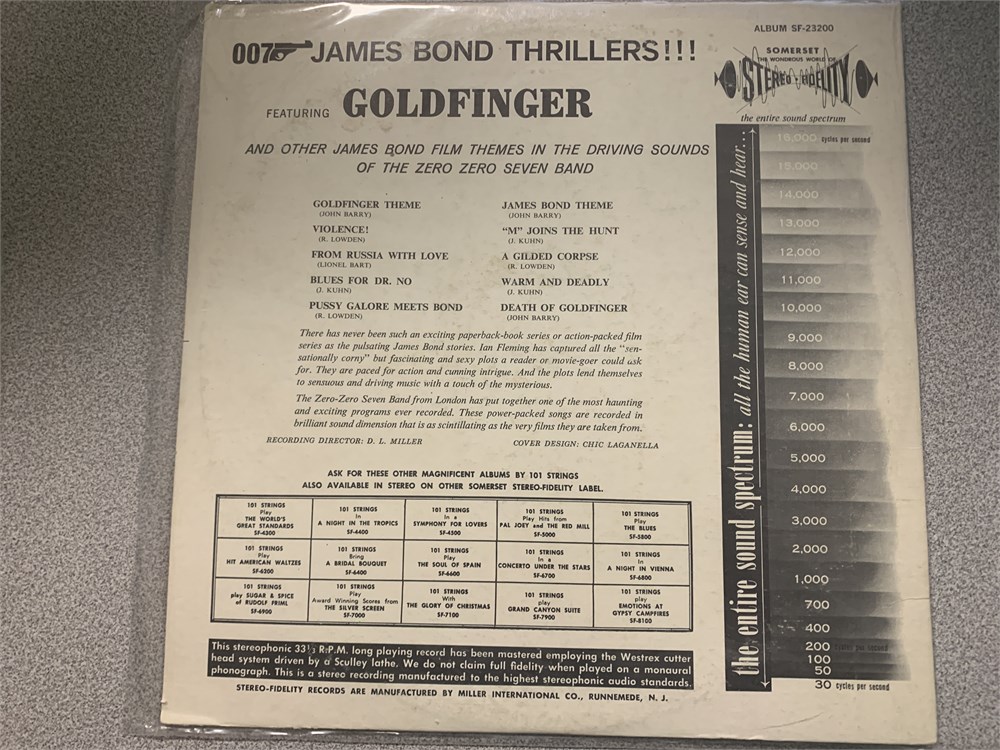 ALBUM SF-23200
007 JAMES BOND THRILLERS!!!
SOMERSET
THE WONDROUS WORLD OF
STEREO-FIDELITY
the entire sound spectrum
FEATURING GOLDFINGER
AND OTHER JAMES BOND FILM THEMES IN THE DRIVING SOUNDS
OF THE ZERO ZERO SEVEN BAND
GOLDFINGER THEME
(JOHN BARRY)
VIOLENCE!
(R. LOWDEN)
FROM RUSSIA WITH LOVE
(LIONEL BART)
BLUES FOR DR. NO
(J. KUHN)
PUSSY GALORE MEETS BOND
(R. LOWDEN)
JAMES BOND THEME
(JOHN BARRY)
"M" JOINS THE HUNT
(J. KUHN)
A GILDED CORPSE
(R. LOWDEN)
WARM AND DEADLY
(J. KUHN)
DEATH OF GOLDFINGER
(JOHN BARRY)
There has never been such an exciting paperback-book series or action-packed film
series as the pulsating James Bond stories. Ian Fleming has captured all the "sen-
sationally corny" but fascinating and sexy plots a reader or movie-goer could ask
for. They are paced for action and cunning intrigue. And the plots lend themselves
to sensuous and driving music with a touch of the mysterious.
The Zero-Zero Seven Band from London has put together one of the most haunting
and exciting programs ever recorded. These power-packed songs are recorded in
brilliant sound dimension that is as scintillating as the very films they are taken from.
RECORDING DIRECTOR: D. L. MILLER COVER DESIGN: CHIC LAGANELLA
ASK FOR THESE OTHER MAGNIFICENT ALBUMS BY 101 STRINGS
ALSO AVAILABLE IN STEREO ON OTHER SOMERSET STEREO-FIDELITY LABEL.
101 STRINGS
Play
THE WORLD'S
GREAT STANDARDS
SF-4300
101 STRINGS
In
A NIGHT IN THE TROPICS
SF-4400
101 STRINGS
In a
SYMPHONY FOR LOVERS
SF-4500
101 STRINGS
Play Hits from
PAL JOEY and THE RED MILL
SF-5000
101 STRINGS
Play
THE BLUES
SF-5800
101 STRINGS
Play
HIT AMERICAN WALTZES
SF-6200
101 STRINGS
Bring
A BRIDAL BOUQUET
SF-6400
101 STRINGS
Play
THE SOUL OF SPAIN
SF-6600
101 STRINGS
In a
CONCERTO UNDER THE STARS
SF-6700
101 STRINGS
In
A NIGHT IN VIENNA
SF-6800
101 STRINGS
play SUGAR & SPICE
of RUDOLF FRIML
SF-6900
101 STRINGS
Play
Award Winning Scores from
THE SILVER SCREEN
SF-7000
101 STRINGS
With
THE GLORY OF CHRISTMAS
SF-7100
101 STRINGS
play
GRAND CANYON SUITE
SF-7900
101 STRINGS
play
EMOTIONS AT
GYPSY CAMPFIRES
SF-8100
This stereophonic 33⅓ R.P.M. long playing record has been mastered employing the Westrex cutter
head system driven by a Sculley lathe. We do not claim full fidelity when played on a monaural
phonograph. This is a stereo recording manufactured to the highest stereophonic audio standards.
STEREO-FIDELITY RECORDS ARE MANUFACTURED BY MILLER INTERNATIONAL CO., RUNNEMEDE, N. J.
the entire sound spectrum: all the human ear can sense and hear...
16,000 cycles per second
15,000
14,000
13,000
12,000
11,000
10,000
9,000
8,000
7,000
6,000
5,000
4,000
3,000
2,000
1,000
700
400
200
100
50
30 cycles per second